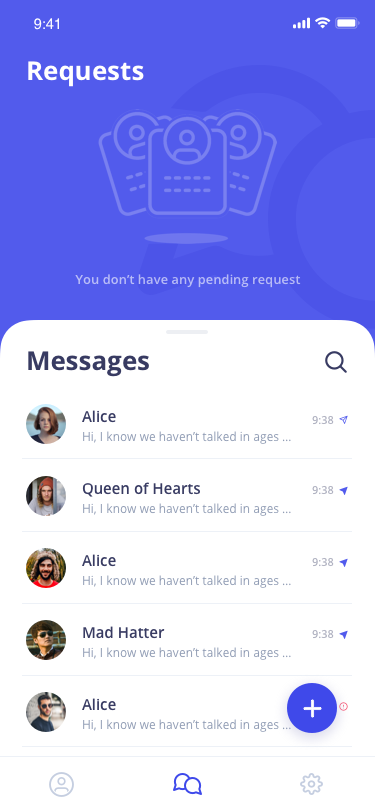 9:41
Requests
You don’t have any pending request
Messages
Alice
9:38
Hi, I know we haven’t talked in ages ...
Queen of Hearts
9:38
Hi, I know we haven’t talked in ages ...
Alice
9:38
Hi, I know we haven’t talked in ages ...
Mad Hatter
9:38
Hi, I know we haven’t talked in ages ...
Alice
Hi, I know we haven’t talked in ages ...